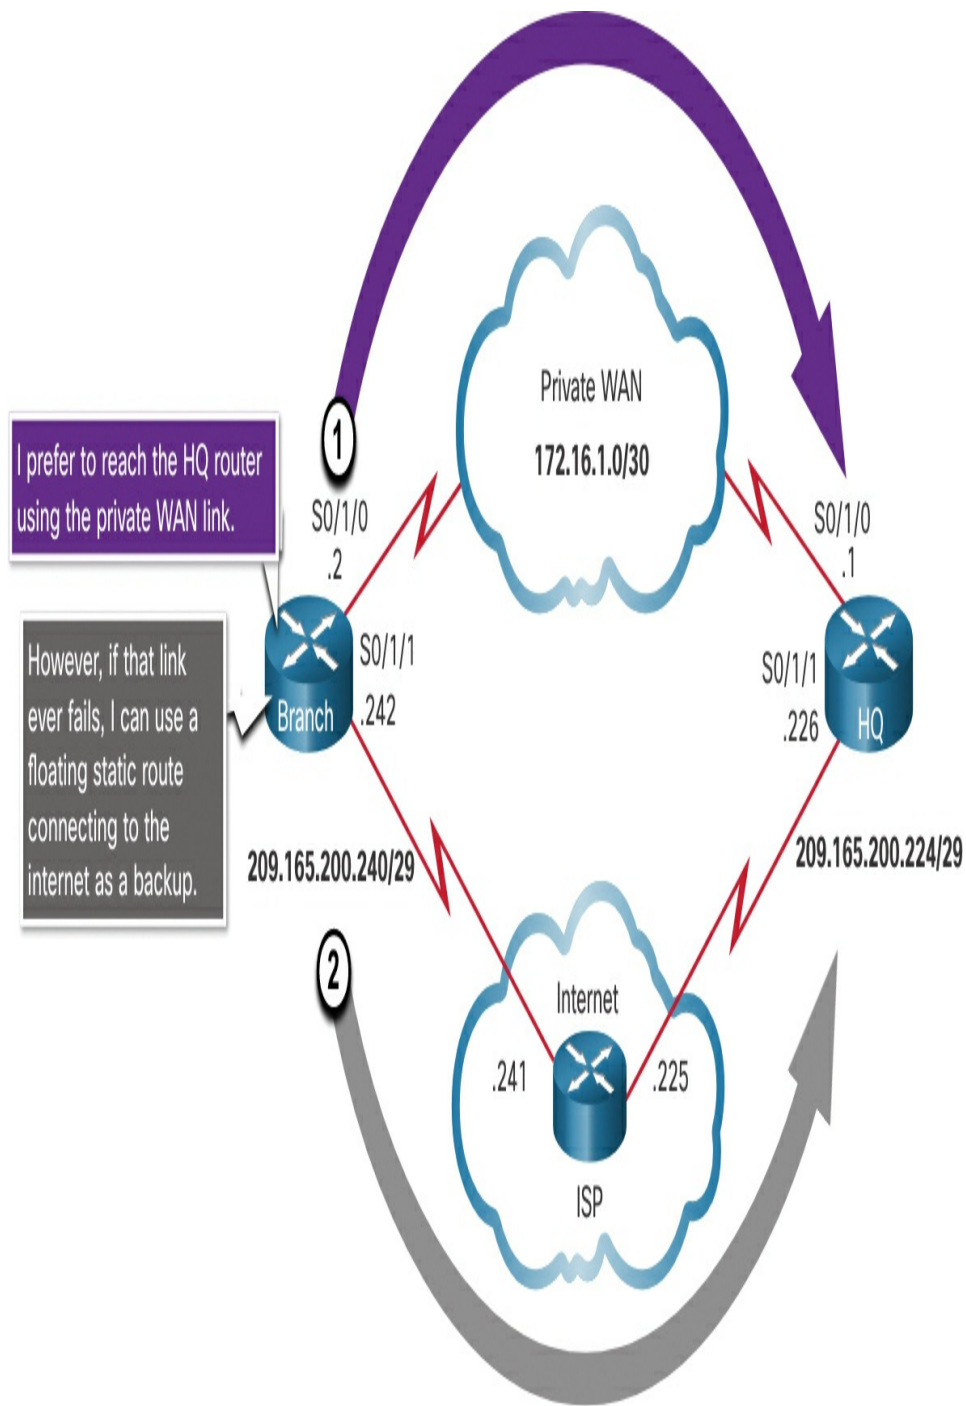 Private WAN
172.16.1.0/30
1
I prefer to reach the HQ router
using the private WAN link.
S0/1/0
.2
S0/1/0
.1
However, if that link
ever fails, I can use a
floating static route
connecting to the
internet as a backup.
S0/1/1
.242
Branch
S0/1/1
.226
HQ
209.165.200.240/29
209.165.200.224/29
2
Internet
.241
.225
ISP